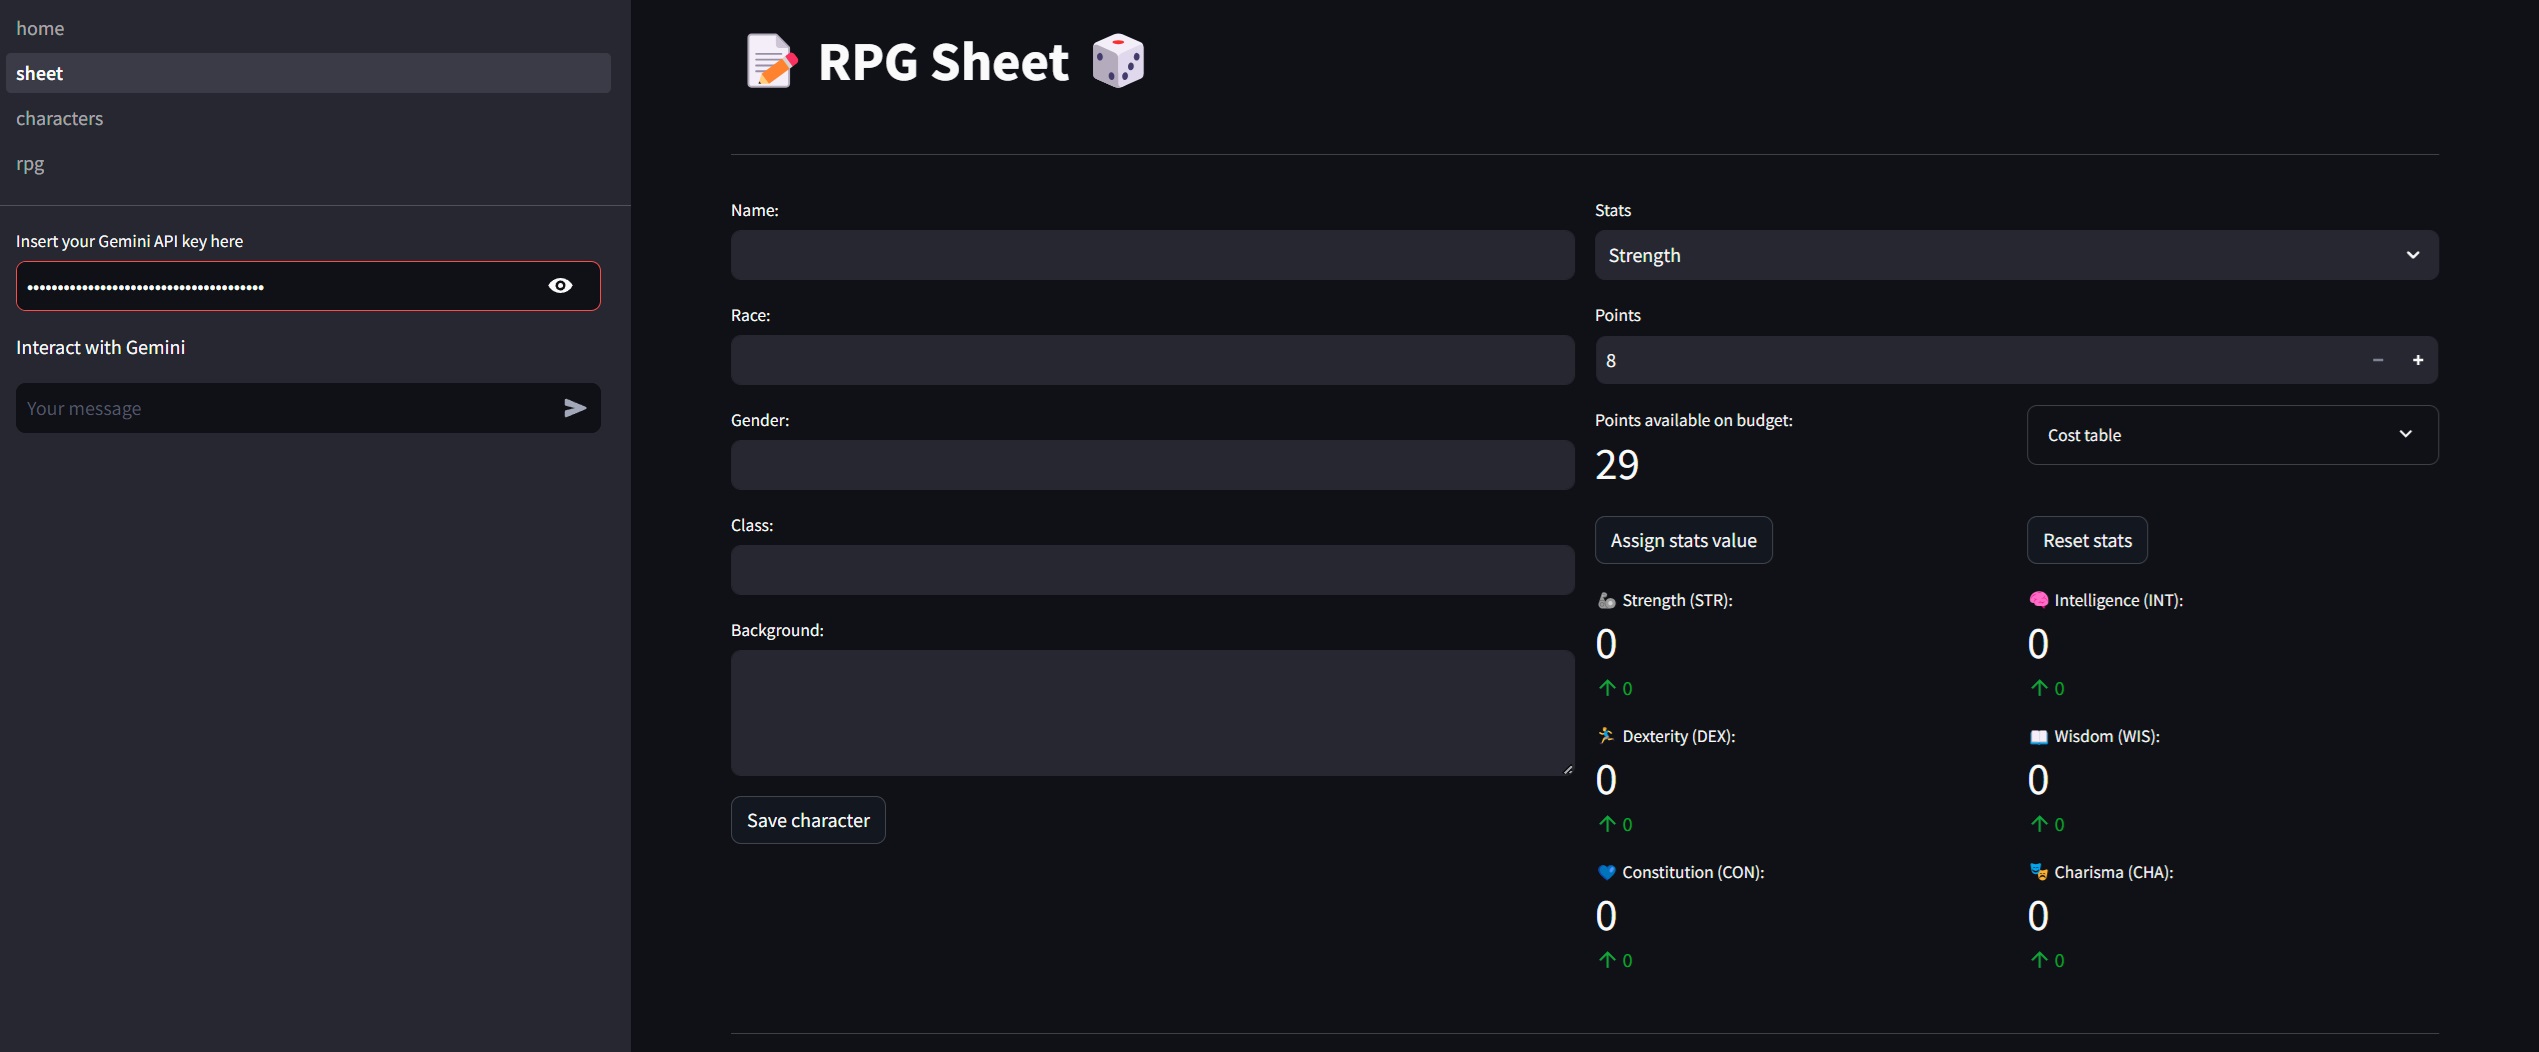 home
sheet
characters
rpg
Insert your Gemini API key here
••••••••••••••••••••••••••••••••••••••••
Interact with Gemini
Your message
RPG Sheet
Name:
Race:
Gender:
Class:
Background:
Save character
Stats
Strength
Points
8
Points available on budget:
29
Cost table
Assign stats value
Reset stats
Strength (STR):
0
0
Intelligence (INT):
0
0
Dexterity (DEX):
0
0
Wisdom (WIS):
0
0
Constitution (CON):
0
0
Charisma (CHA):
0
0